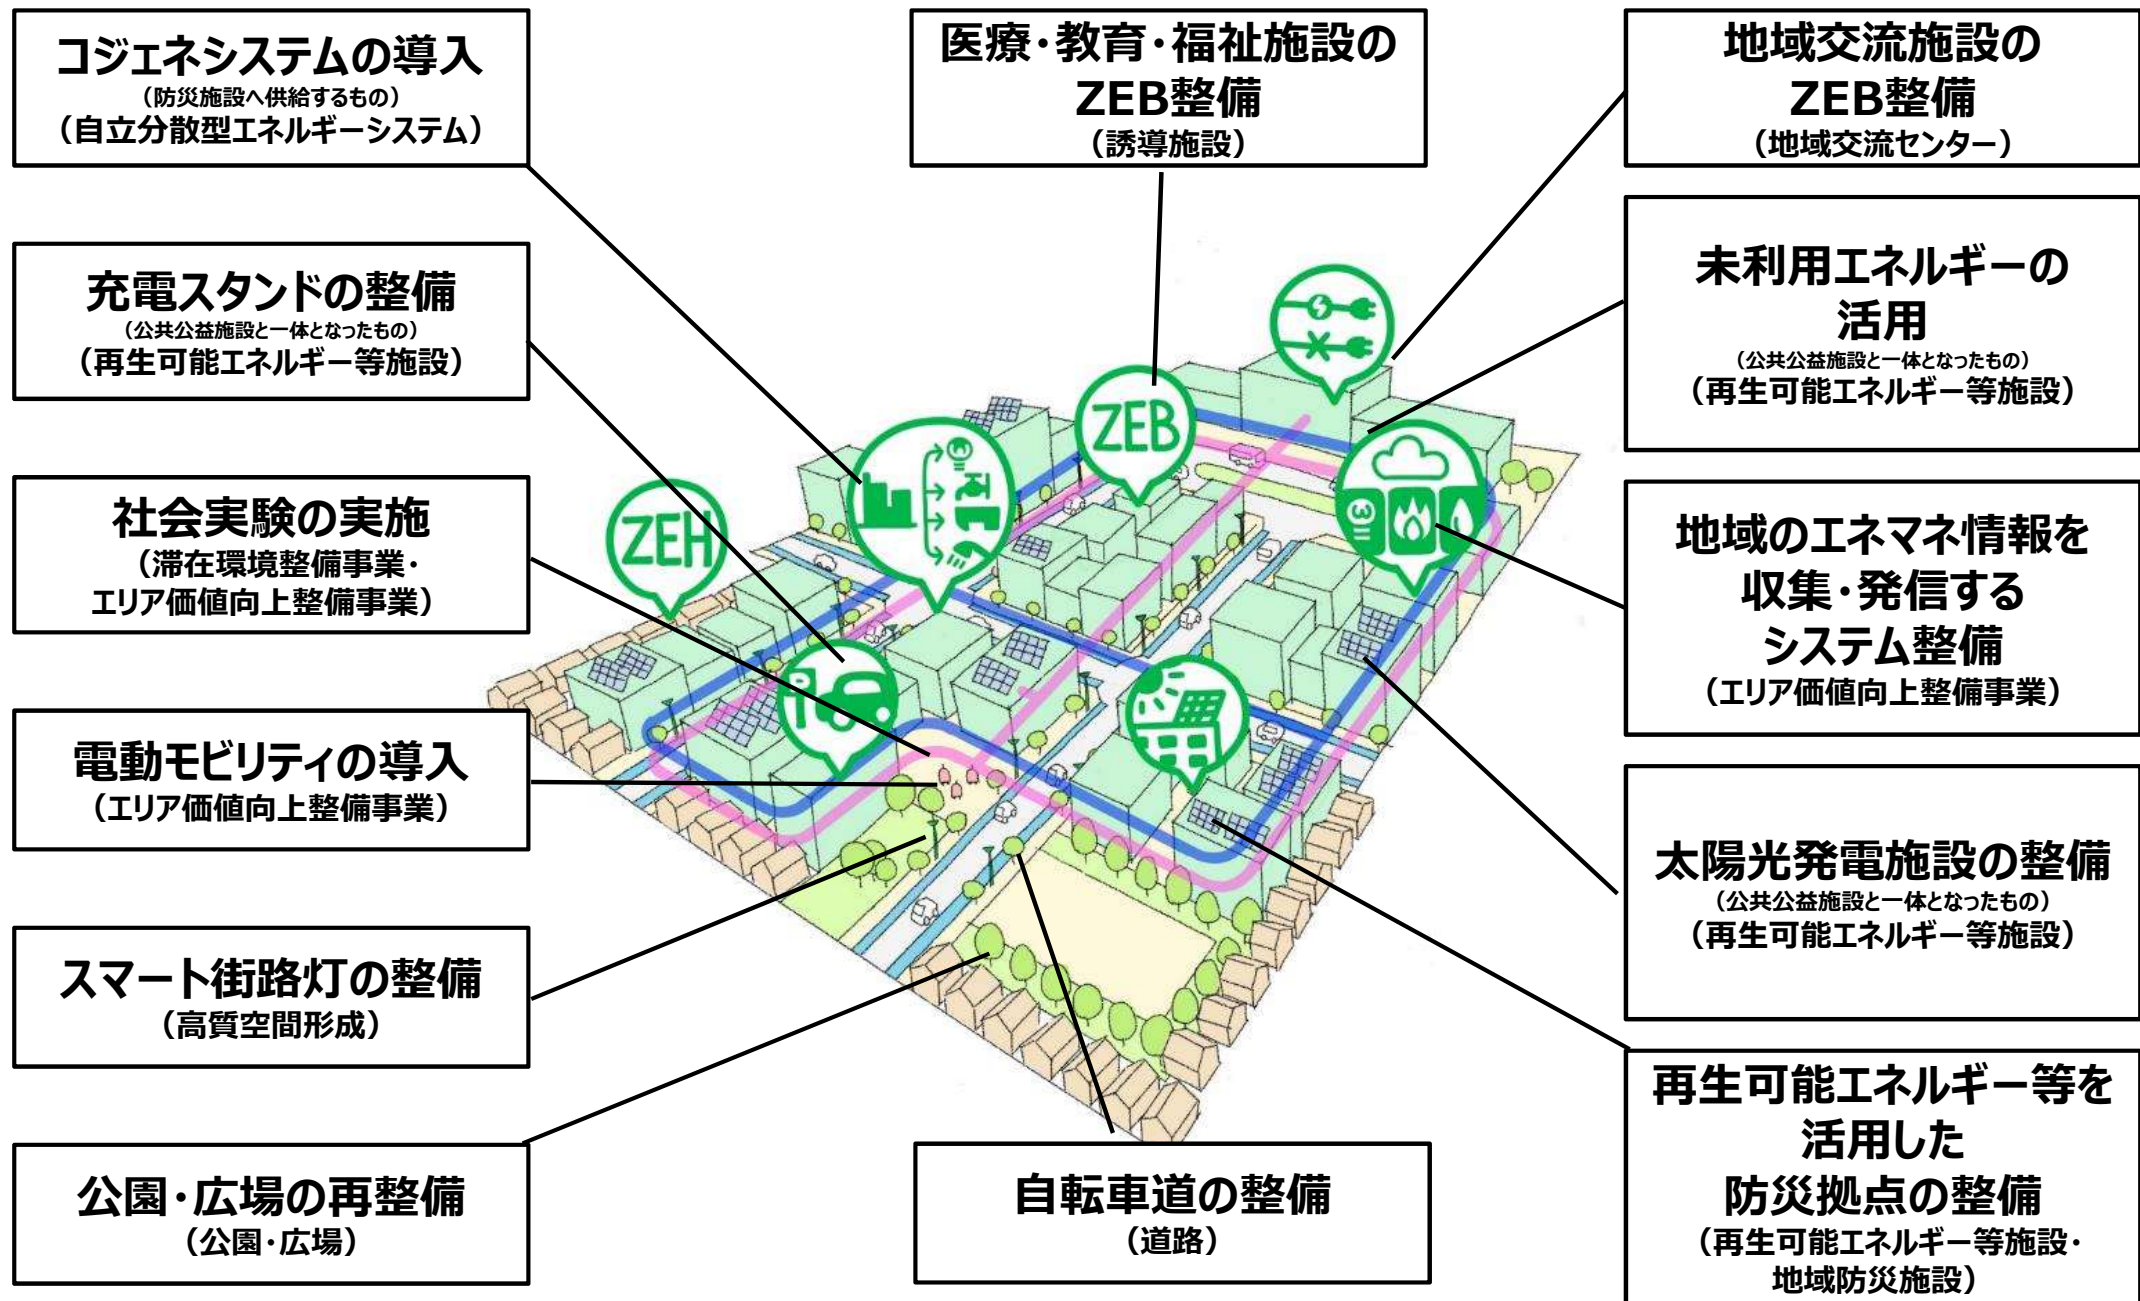 コジェネシステムの導入
（防災施設へ供給するもの）
（自立分散型エネルギーシステム）
充電スタンドの整備
（公共公益施設と一体となったもの）
（再生可能エネルギー等施設）
社会実験の実施
（滞在環境整備事業・
エリア価値向上整備事業）
電動モビリティの導入
（エリア価値向上整備事業）
スマート街路灯の整備
（高質空間形成）
公園・広場の再整備
（公園・広場）
医療・教育・福祉施設の
ZEB整備
（誘導施設）
ZEB
ZEH
自転車道の整備
（道路）
地域交流施設の
ZEB整備
（地域交流センター）
未利用エネルギーの
活用
（公共公益施設と一体となったもの）
（再生可能エネルギー等施設）
地域のエネマネ情報を
収集・発信する
システム整備
（エリア価値向上整備事業）
太陽光発電施設の整備
（公共公益施設と一体となったもの）
（再生可能エネルギー等施設）
再生可能エネルギー等を
活用した
防災拠点の整備
（再生可能エネルギー等施設・
地域防災施設）